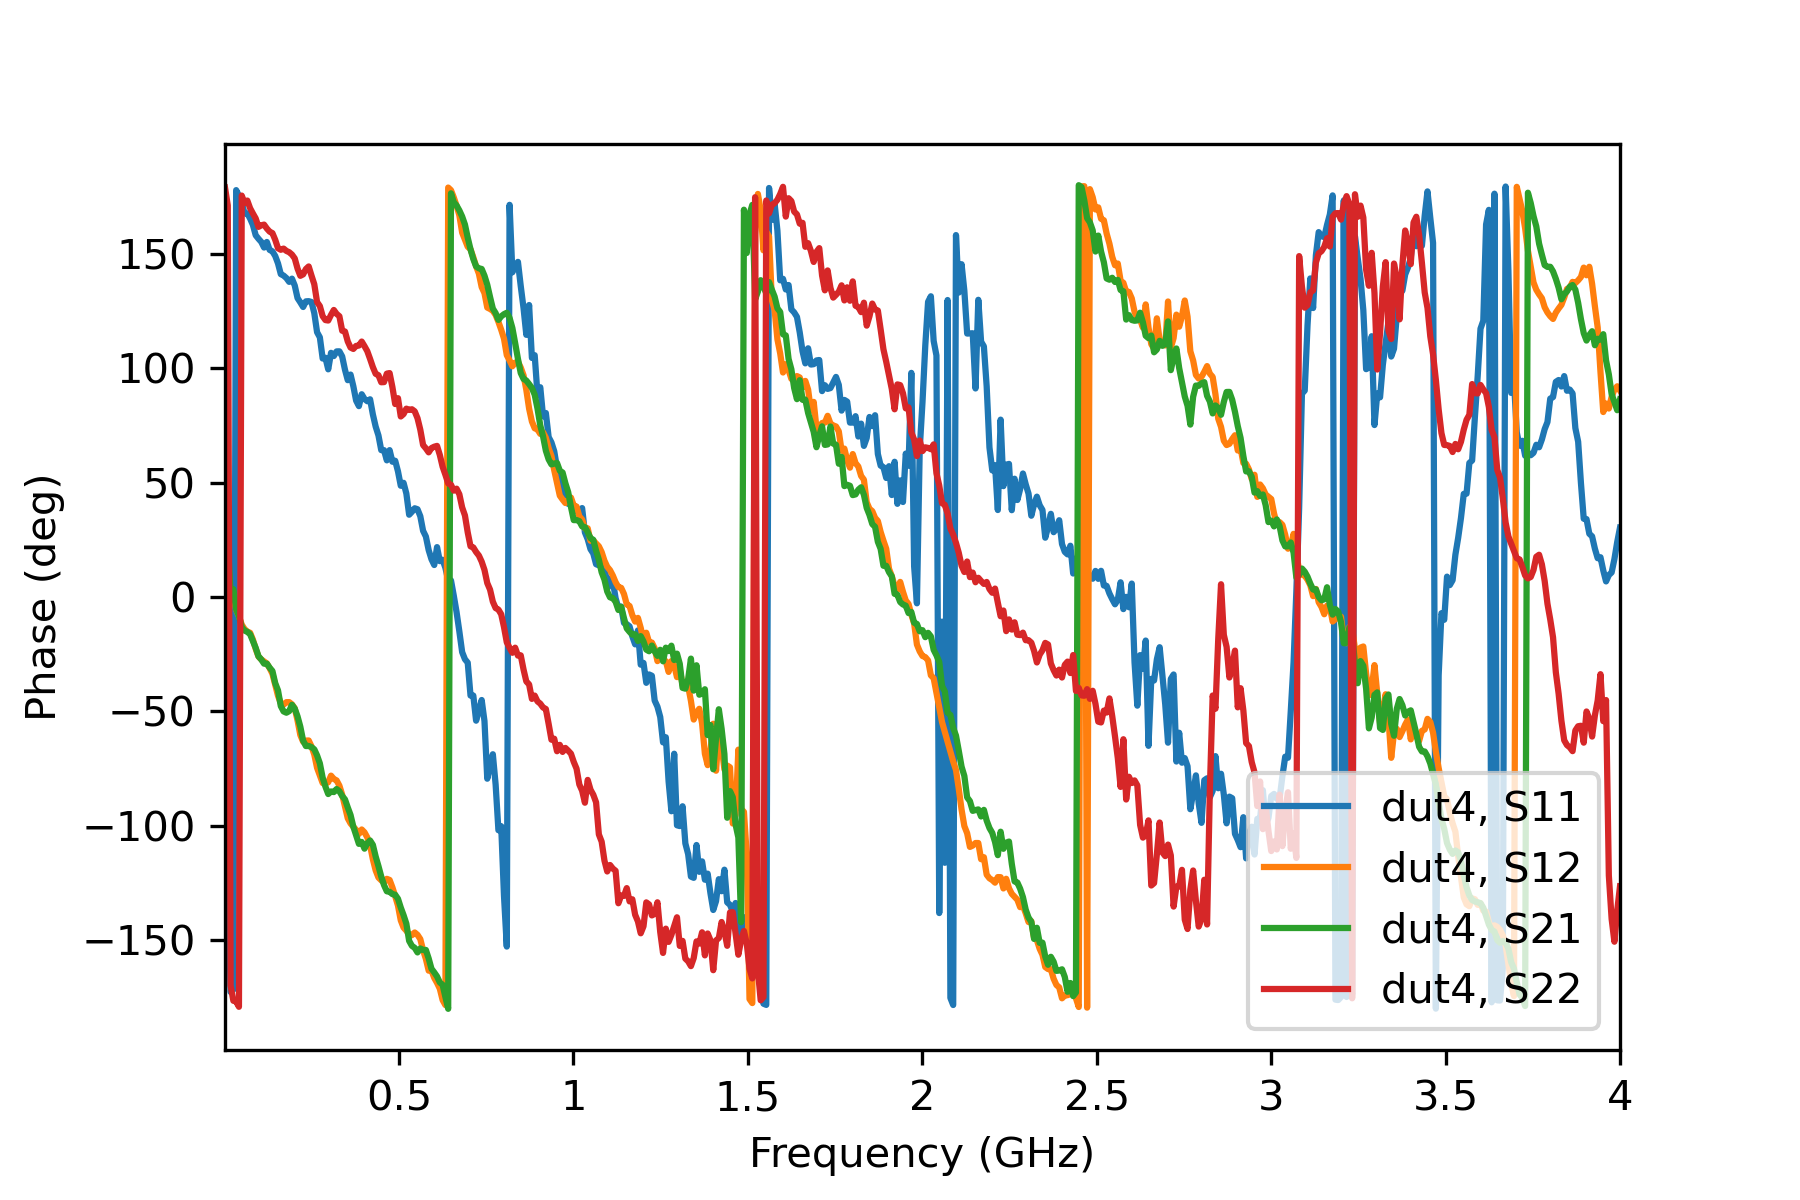 150
100
50
0
−50
−100
−150
Phase (deg)
dut4, S11
dut4, S12
dut4, S21
dut4, S22
0.5 1 1.5 2 2.5 3 3.5 4
Frequency (GHz)